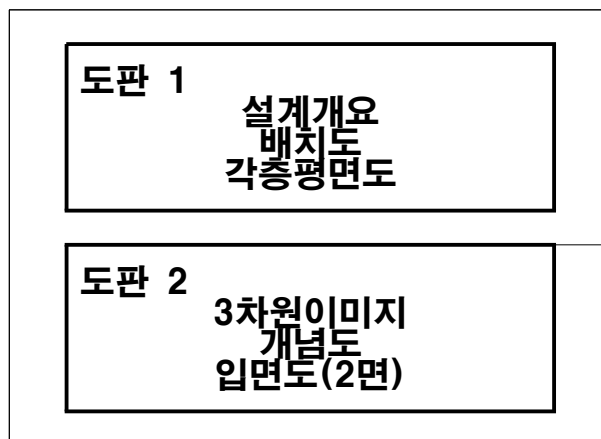 도판 1
설계개요
배치도
각층평면도
도판 2
3차원이미지
개념도
입면도(2면)